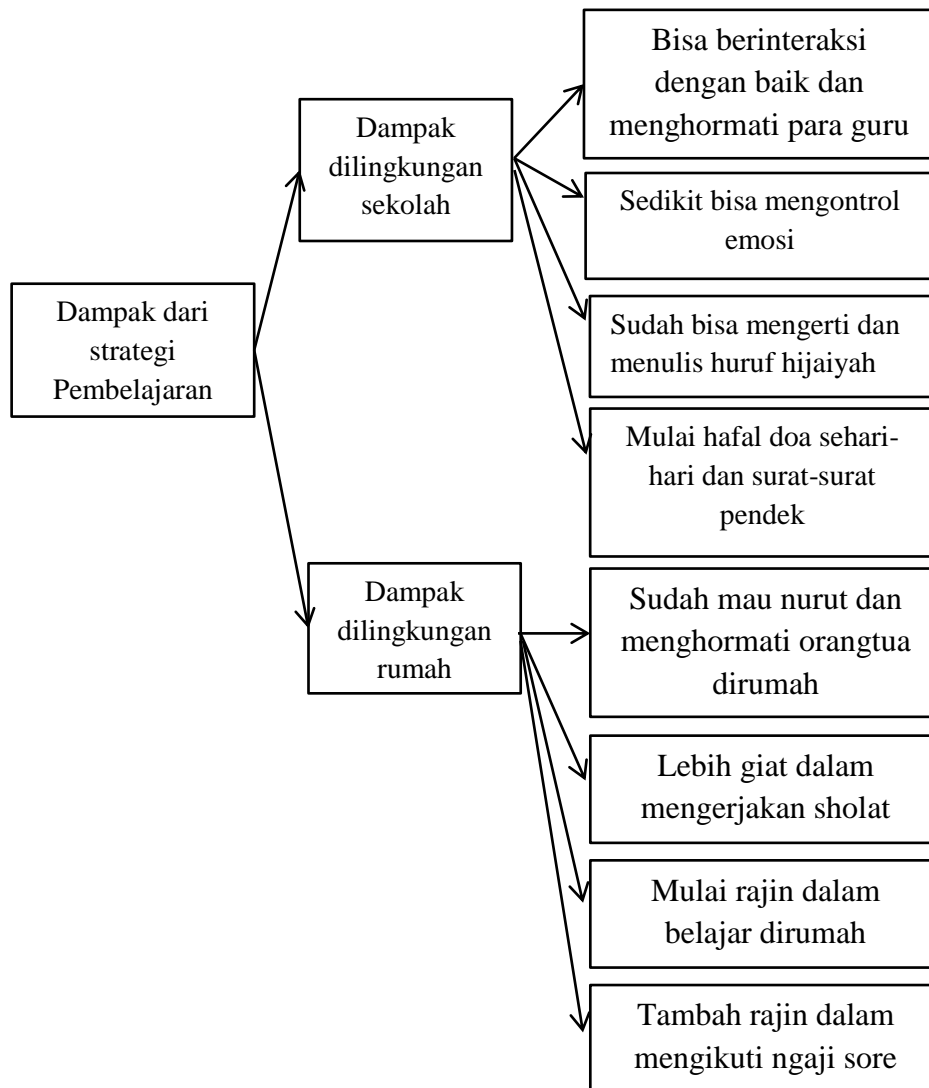 Dampak dari
strategi
Pembelajaran
Dampak
dilingkungan
sekolah
Bisa berinteraksi
dengan baik dan
menghormati para guru
Sedikit bisa mengontrol
emosi
Sudah bisa mengerti dan
menulis huruf hijaiyah
Mulai hafal doa sehari-
hari dan surat-surat
pendek
Dampak
dilingkungan
rumah
Sudah mau nurut dan
menghormati orangtua
dirumah
Lebih giat dalam
mengerjakan sholat
Mulai rajin dalam
belajar dirumah
Tambah rajin dalam
mengikuti ngaji sore